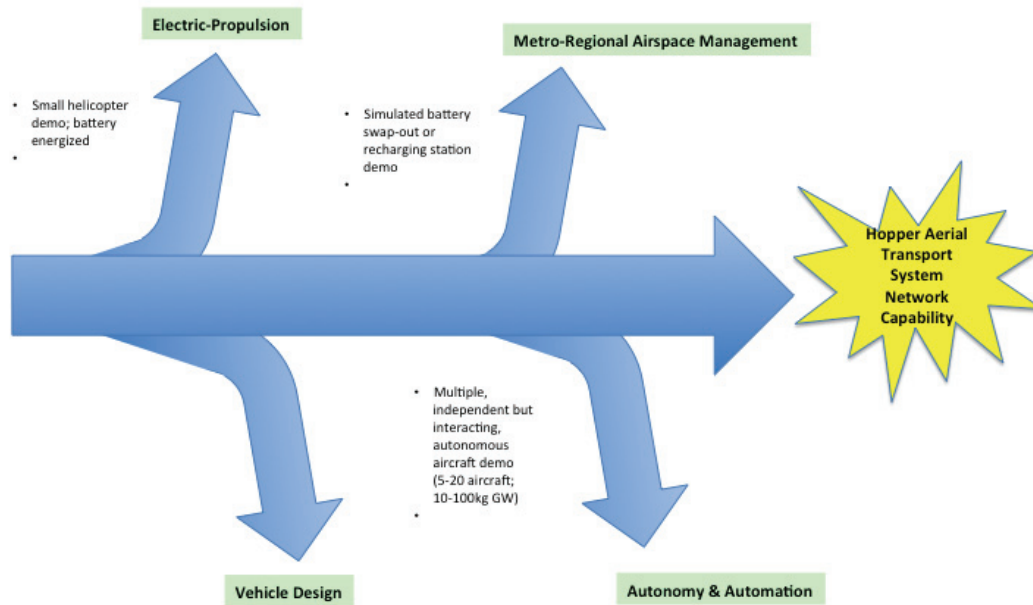 Electric-Propulsion
Metro-Regional Airspace Management
• Small helicopter
demo; battery
energized
•
• Simulated battery
swap-out or
recharging station
demo
•
Hopper Aerial
Transport
System
Network
Capability
• Multiple,
independent but
interacting,
autonomous
aircraft demo
(5-20 aircraft;
10-100kg GW)
•
Vehicle Design
Autonomy & Automation